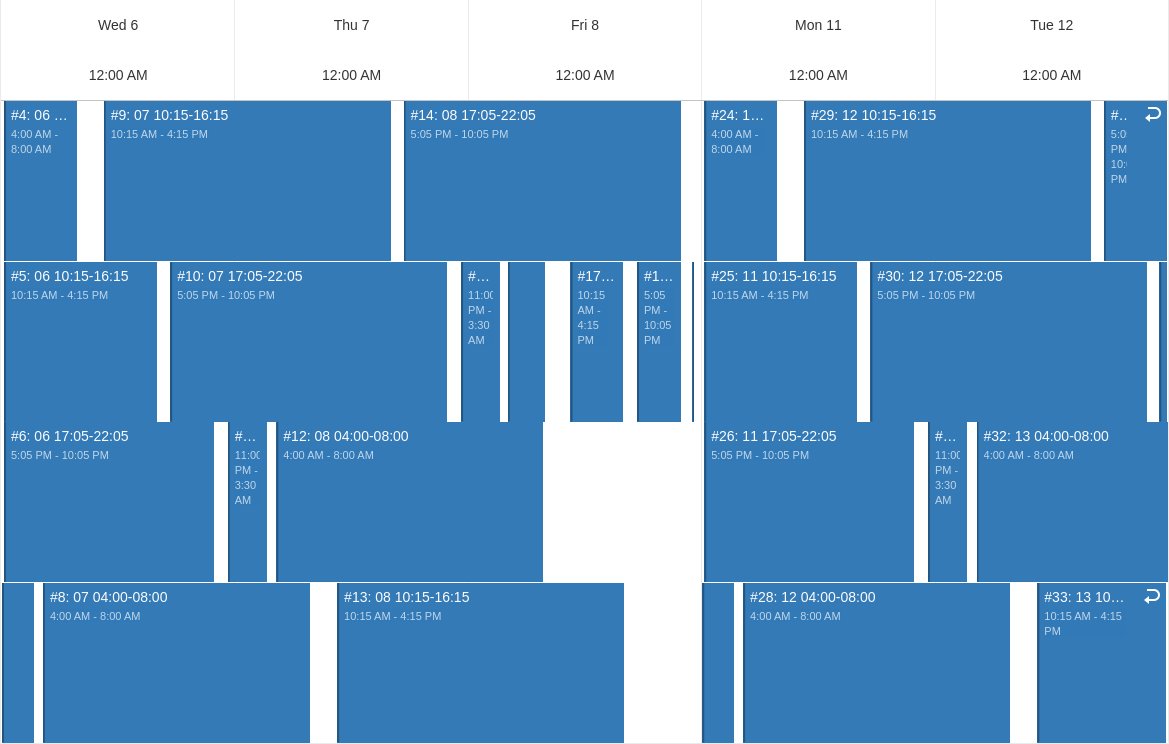 Wed 6 Thu 7 Fri 8 Mon 11 Tue 12
12:00 AM 12:00 AM 12:00 AM 12:00 AM 12:00 AM
#4: 06 ...
4:00 AM -
8:00 AM
#9: 07 10:15-16:15
10:15 AM - 4:15 PM
#14: 08 17:05-22:05
5:05 PM - 10:05 PM
#24: 1...
4:00 AM -
8:00 AM
#29: 12 10:15-16:15
10:15 AM - 4:15 PM
#...
PM
PM
#5: 06 10:15-16:15
10:15 AM - 4:15 PM
#10: 07 17:05-22:05
5:05 PM - 10:05 PM
#...
11:00
PM -
3:30
AM
#17...
10:15
AM -
4:15
PM
#1...
5:05
PM -
10:05
PM
#25: 11 10:15-16:15
10:15 AM - 4:15 PM
#30: 12 17:05-22:05
5:05 PM - 10:05 PM
#6: 06 17:05-22:05
5:05 PM - 10:05 PM
#...
11:00
PM -
3:30
AM
#12: 08 04:00-08:00
4:00 AM - 8:00 AM
#26: 11 17:05-22:05
5:05 PM - 10:05 PM
#...
11:00
PM -
3:30
AM
#32: 13 04:00-08:00
4:00 AM - 8:00 AM
#8: 07 04:00-08:00
4:00 AM - 8:00 AM
#13: 08 10:15-16:15
10:15 AM - 4:15 PM
#28: 12 04:00-08:00
4:00 AM - 8:00 AM
#33: 13 10...
10:15 AM - 4:15
PM